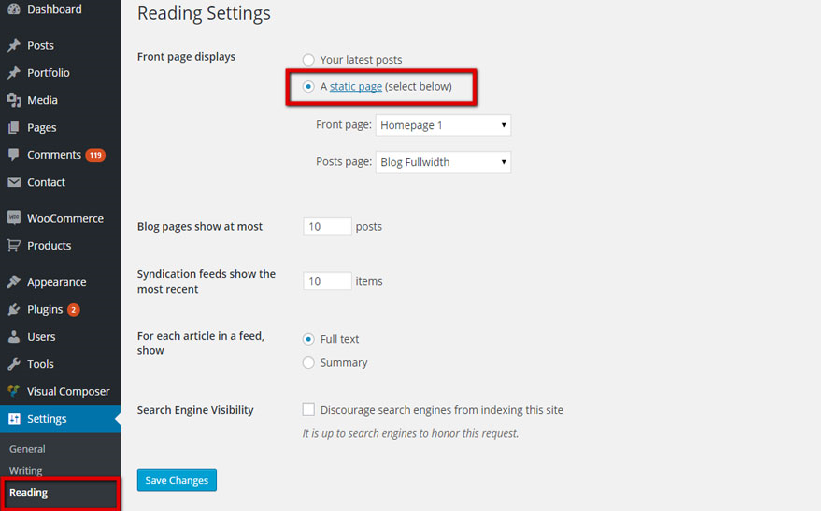 Dashboard
Posts
Portfolio
Media
Pages
Comments 119
Contact
WooCommerce
Products
Appearance
Plugins 2
Users
Tools
Visual Composer
Settings
General
Writing
Reading
Reading Settings
Front page displays
Your latest posts
A static page (select below)
Front page: Homepage 1
Posts page: Blog Fullwidth
Blog pages show at most 10 posts
Syndication feeds show the
most recent
10 items
For each article in a feed,
show
Full text
Summary
Search Engine Visibility
Discourage search engines from indexing this site
It is up to search engines to honor this request.
Save Changes